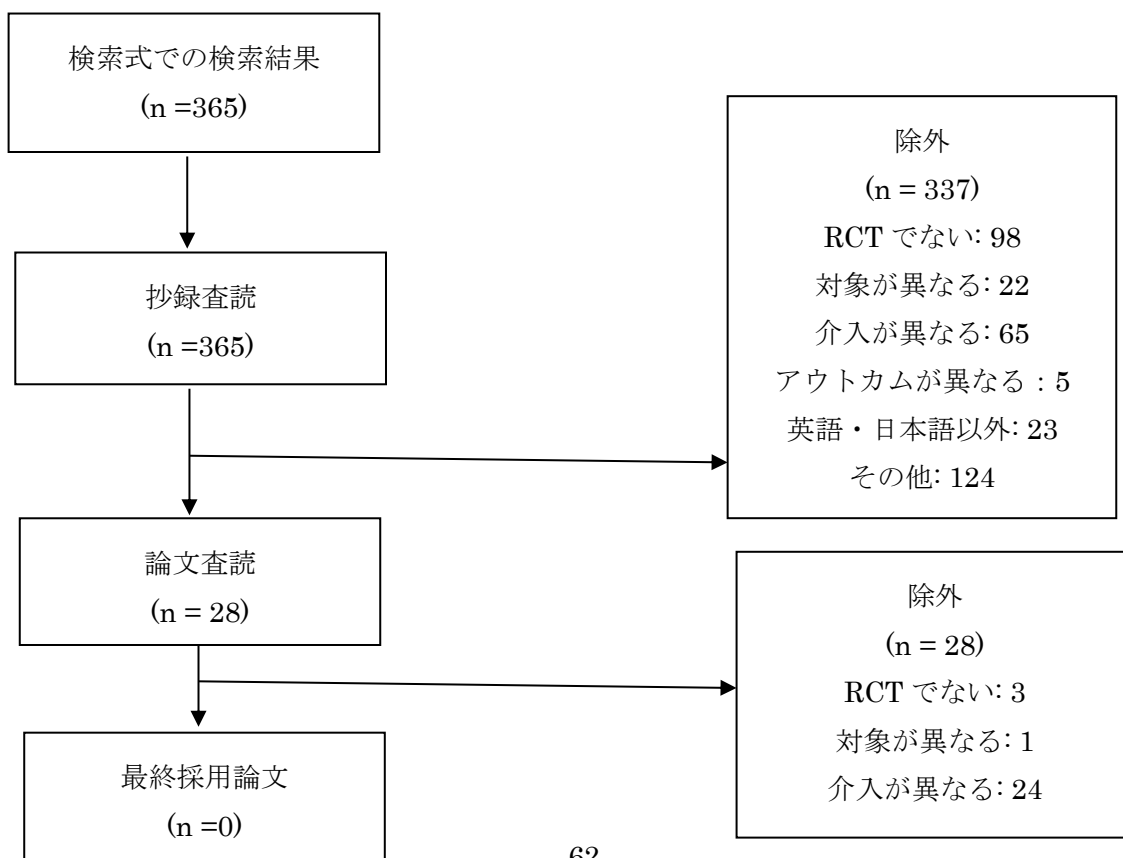 検索式での検索結果
(n =365)
除外
(n = 337)
RCT でない: 98
対象が異なる: 22
介入が異なる: 65
アウトカムが異なる : 5
英語・日本語以外: 23
その他: 124
抄録査読
(n =365)
論文査読
(n = 28)
除外
(n = 28)
RCT でない: 3
対象が異なる: 1
介入が異なる: 24
最終採用論文
(n =0)
62